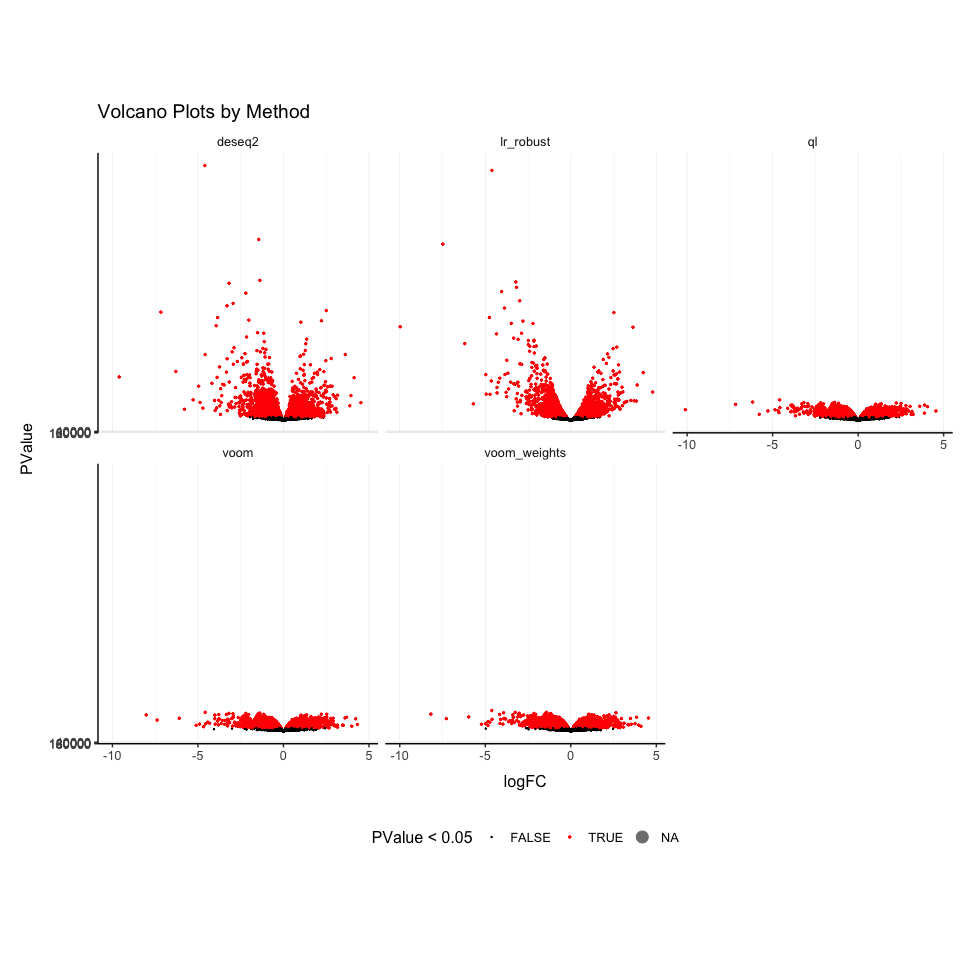 Volcano Plots by Method
deseq2
lr_robust
ql
PValue
-10 -5 0 5
voom
voom_weights
-10 -5 0 5
-10 -5 0 5
logFC
PValue < 0.05 FALSE TRUE NA